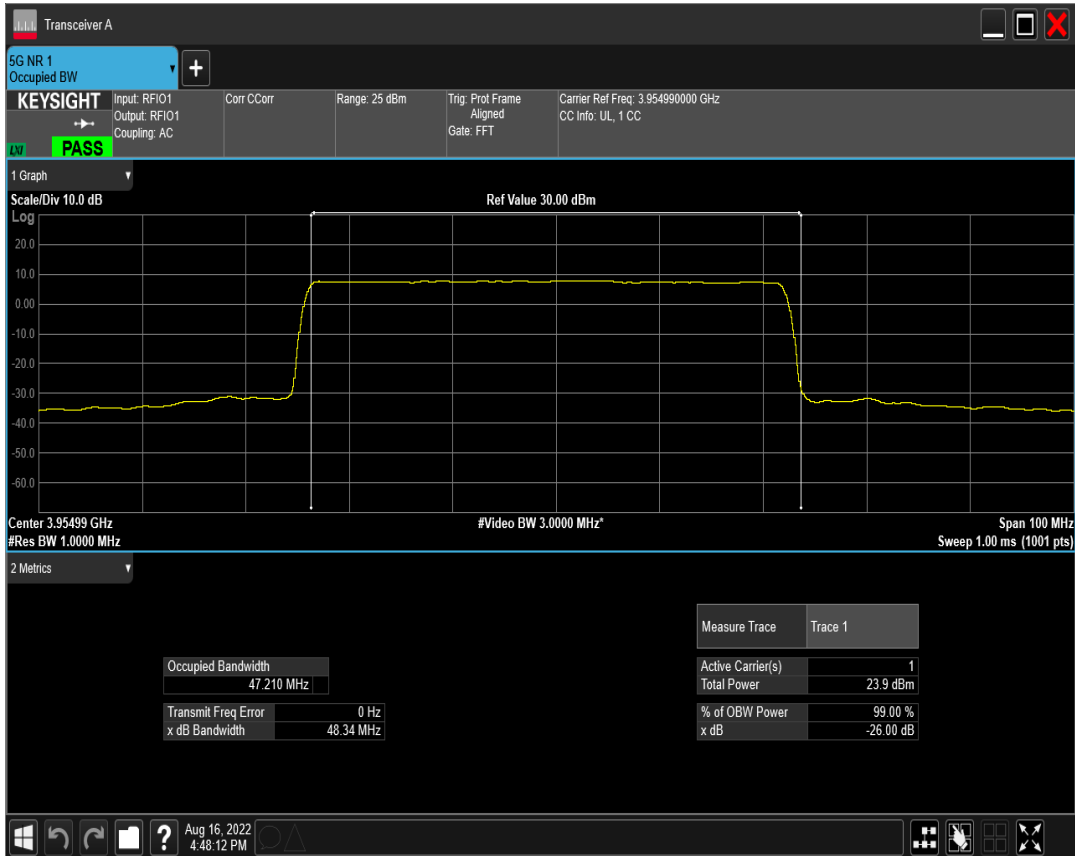 Transceiver A
5G NR 1
Occupied BW
+
KEYSIGHT
LXI
PASS
Input: RFIO1
Output: RFIO1
Coupling: AC
Corr CCorr
Range: 25 dBm
Trig: Prot Frame
Aligned
Gate: FFT
Carrier Ref Freq: 3.954990000 GHz
CC Info: UL, 1 CC
1 Graph
Scale/Div 10.0 dB
Ref Value 30.00 dBm
Log
20.0
10.0
0.00
-10.0
-20.0
-30.0
-40.0
-50.0
-60.0
Center 3.95499 GHz
#Video BW 3.0000 MHz*
Span 100 MHz
#Res BW 1.0000 MHz
Sweep 1.00 ms (1001 pts)
2 Metrics
Measure Trace Trace 1
Occupied Bandwidth
47.210 MHz
Active Carrier(s) 1
Total Power 23.9 dBm
Transmit Freq Error 0 Hz
x dB Bandwidth 48.34 MHz
% of OBW Power 99.00 %
x dB -26.00 dB
?
Aug 16, 2022
4:48:12 PM